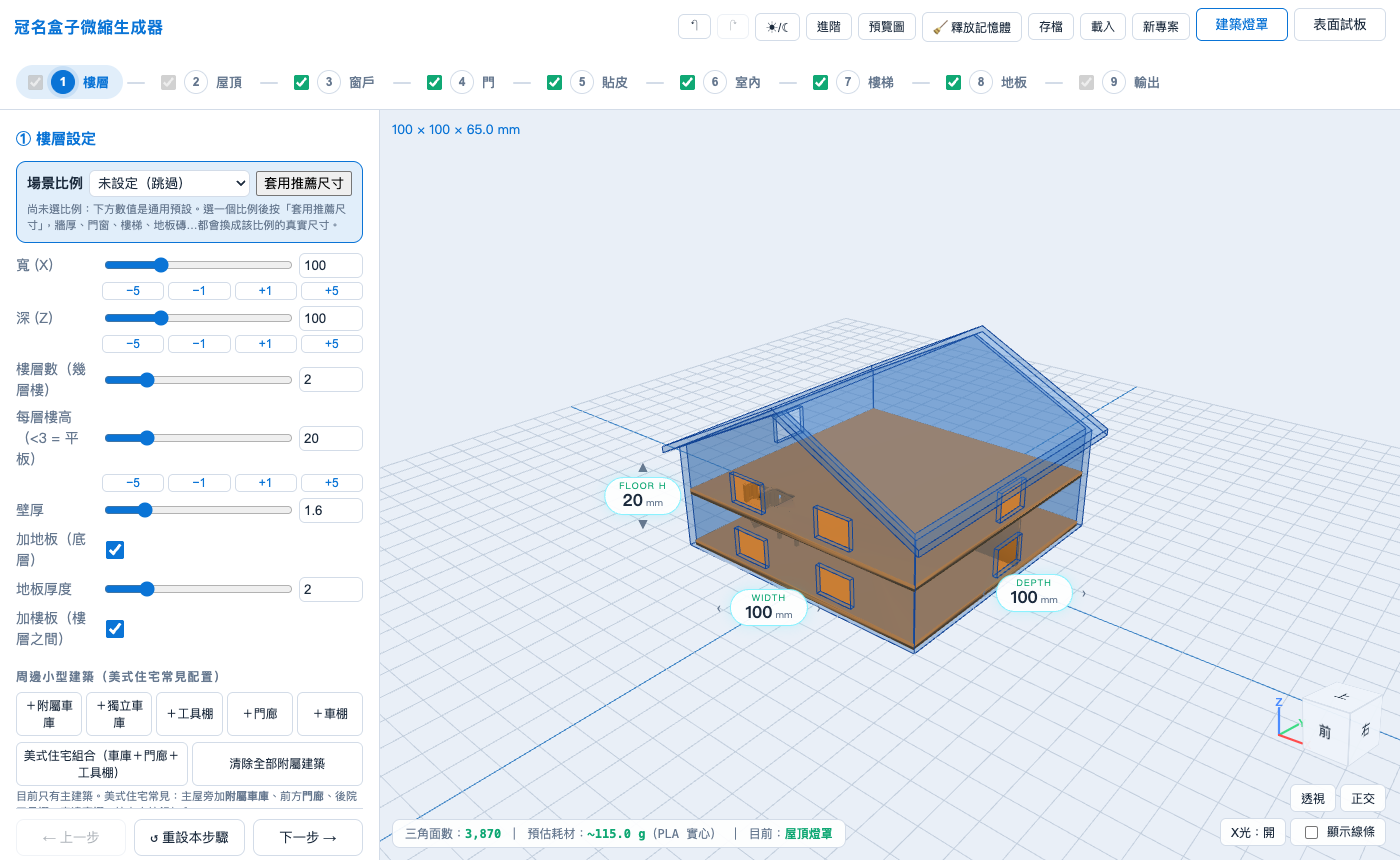 冠名盒子微縮生成器
☀/☾
進階
預覽圖
🧹 釋放記憶體
存檔
載入
新專案
建築燈罩
表面試板
1 樓層
2 屋頂
3 窗戶
4 門
5 貼皮
6 室內
7 樓梯
8 地板
9 輸出
① 樓層設定
場景比例 未設定（跳過） 套用推薦尺寸
尚未選比例：下方數值是通用預設。選一個比例後按「套用推薦尺
寸」，牆厚、門窗、樓梯、地板磚…都會換成該比例的真實尺寸。
寬 (X) 100
−5 −1 +1 +5
深 (Z) 100
−5 −1 +1 +5
樓層數（幾
層樓） 2
每層樓高
（<3 = 平
板） 20
−5 −1 +1 +5
壁厚 1.6
加地板（底
層）
地板厚度 2
加樓板（樓
層之間）
周邊小型建築（美式住宅常見配置）
＋附屬車
庫
＋獨立車
庫
＋工具棚
＋門廊
＋車棚
美式住宅組合（車庫＋門廊＋
工具棚）
清除全部附屬建築
目前只有主建築。美式住宅常見：主屋旁加附屬車庫、前方門廊、後院
← 上一步
↺ 重設本步驟
下一步 →
100 × 100 × 65.0 mm
FLOOR H
20 mm
WIDTH
100 mm
DEPTH
100 mm
Z
上
前
右
透視
正交
三角面數：3,870 | 預估耗材：~115.0 g (PLA 實心) | 目前：屋頂燈罩
X光：開
顯示線條